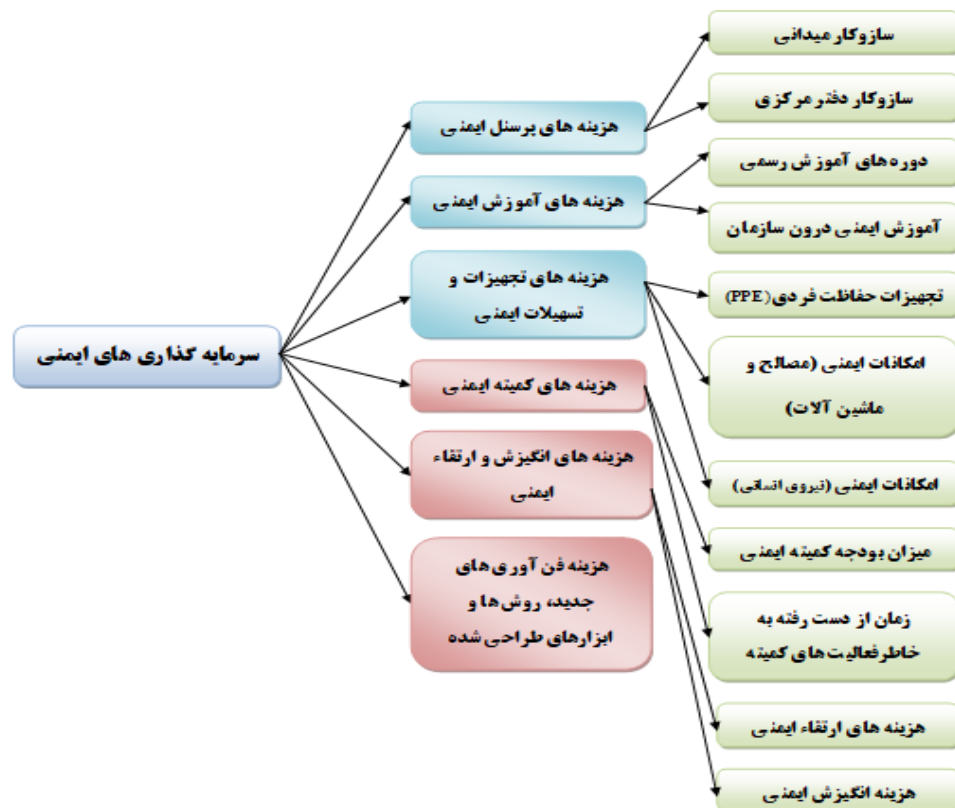 سرمایه گذاری های ایمنی
هزینه های پرسنل ایمنی
هزینه های آموزش ایمنی
هزینه های تجهیزات و
تسهیلات ایمنی
هزینه های کمیته ایمنی
هزینه های انگیزش و ارتقاء
ایمنی
هزینه فن آوری های
جدید، روش ها و
ابزارهای طراحی شده
سازوکار میدانی
سازوکار دفتر مرکزی
دوره های آموزش رسمی
آموزش ایمنی درون سازمان
تجهیزات حفاظت فردی(PPE)
امکانات ایمنی (مصالح و
ماشین آلات)
امکانات ایمنی (نیروی انسانی)
میزان بودجه کمیته ایمنی
زمان از دست رفته به
خاطرفعالیت های کمیته
هزینه های ارتقاء ایمنی
هزینه انگیزش ایمنی